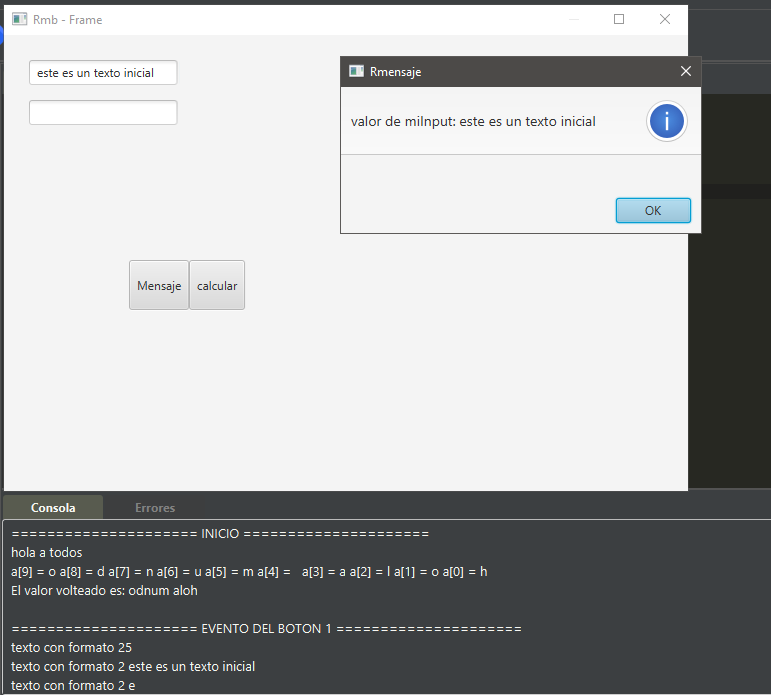 Rmb - Frame
este es un texto inicial
Rmensaje
valor de miInput: este es un texto inicial
OK
Mensaje
calcular
Consola
Errores
===================== INICIO =====================
hola a todos
a[9] = o a[8] = d a[7] = n a[6] = u a[5] = m a[4] =   a[3] = a a[2] = l a[1] = o a[0] = h
El valor volteado es: odnum aloh
===================== EVENTO DEL BOTON 1 =====================
texto con formato 25
texto con formato 2 este es un texto inicial
texto con formato 2 e